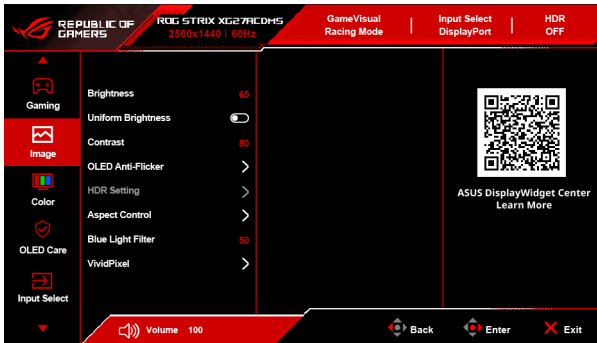 REPUBLIC OF
GAMERS
ROG STRIX XG27ACDMS
2560x1440 | 60Hz
GameVisual
Racing Mode
Input Select
DisplayPort
HDR
OFF
Gaming
Image
Color
OLED Care
Input Select
Brightness 65
Uniform Brightness
Contrast 80
OLED Anti-Flicker
HDR Setting
Aspect Control
Blue Light Filter 50
VividPixel
ASUS DisplayWidget Center
Learn More
Volume 100
Back
Enter
Exit